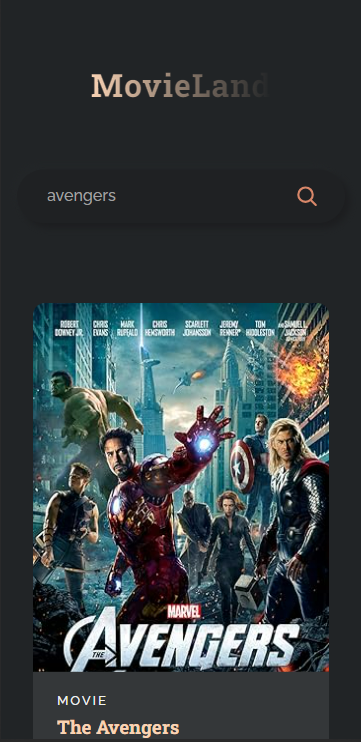 MovieLand
avengers
ROBERT DOWNEY JR. CHRIS EVANS MARK RUFFALO CHRIS HEMSWORTH SCARLETT JOHANSSON JEREMY RENNER TOM HIDDLESTON AND SAMUEL L. JACKSON
MARVEL
THE AVENGERS
MOVIE
The Avengers